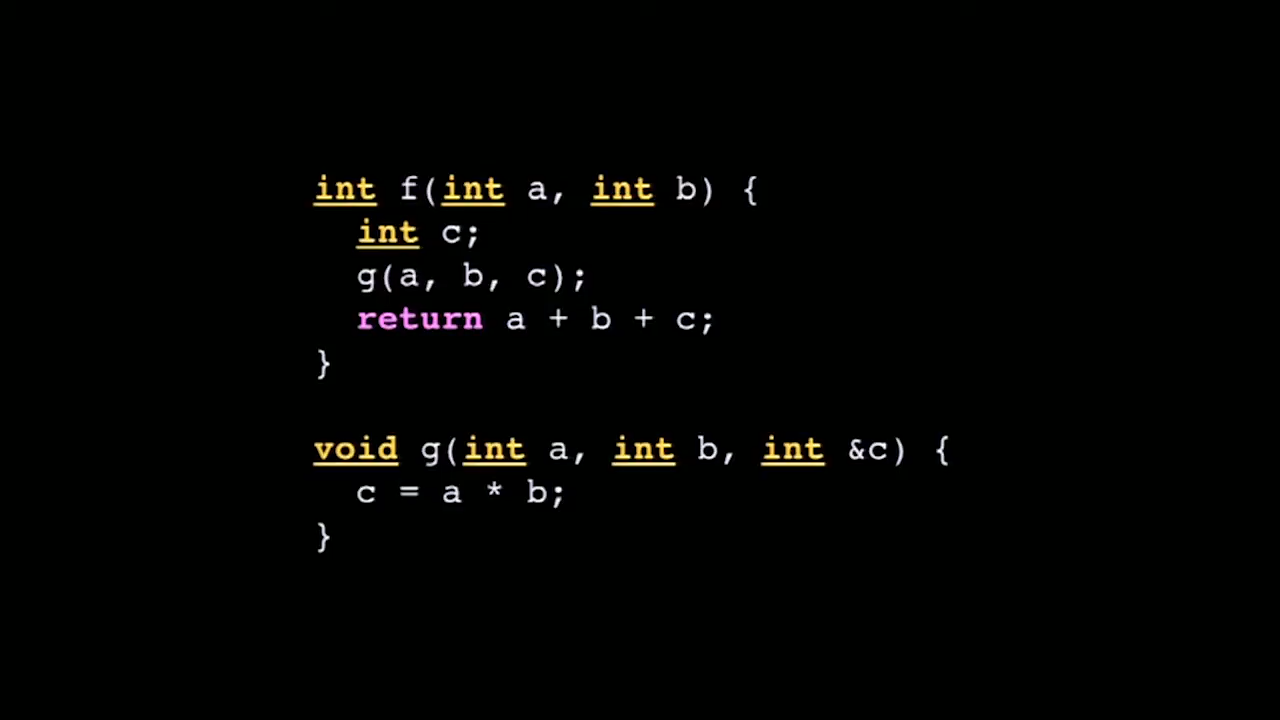 int f(int a, int b) {
  int c;
  g(a, b, c);
  return a + b + c;
}
void g(int a, int b, int &c) {
  c = a * b;
}